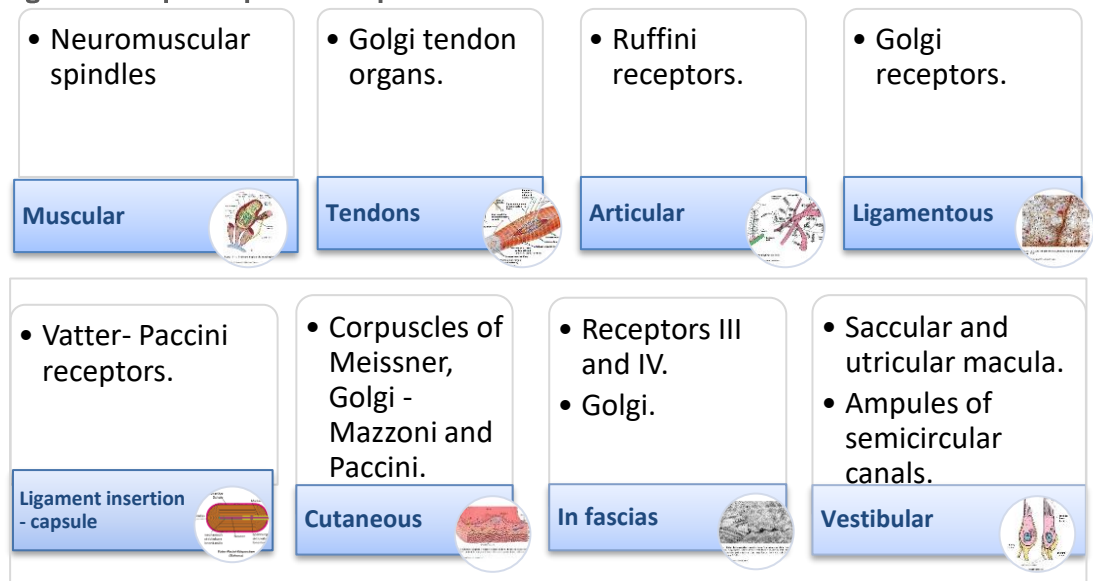 • Neuromuscular
spindles
Muscular
• Golgi tendon
organs.
Tendons
• Ruffini
receptors.
Articular
• Golgi
receptors.
Ligamentous
• Vatter- Paccini
receptors.
Ligament insertion
- capsule
• Corpuscles of
Meissner,
Golgi -
Mazzoni and
Paccini.
Cutaneous
• Receptors III
and IV.
• Golgi.
In fascias
• Saccular and
utricular macula.
• Ampules of
semicircular
canals.
Vestibular